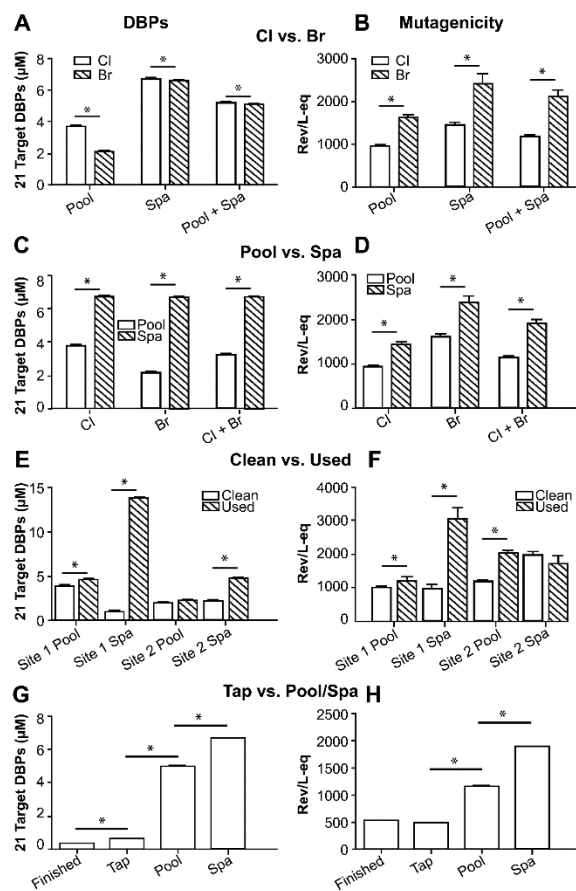 DBPs Mutagenicity
A B
Cl vs. Br
21 Target DBPs (µM)
8
6
4
2
0
Cl
Br
*
*
*
Pool
Spa
Pool + Spa
Rev/L-eq
3000
2000
1000
0
Cl
Br
*
*
*
Pool
Spa
Pool + Spa
C D
Pool vs. Spa
21 Target DBPs (µM)
8
6
4
2
0
Pool
Spa
*
*
*
Cl
Br
Cl + Br
Rev/L-eq
3000
2000
1000
0
Pool
Spa
*
*
*
Cl
Br
Cl + Br
E F
Clean vs. Used
21 Target DBPs (µM)
15
10
5
0
Clean
Used
*
*
*
Site 1 Pool
Site 1 Spa
Site 2 Pool
Site 2 Spa
Rev/L-eq
4000
3000
2000
1000
0
Clean
Used
*
*
*
Site 1 Pool
Site 1 Spa
Site 2 Pool
Site 2 Spa
G H
Tap vs. Pool/Spa
21 Target DBPs (µM)
8
6
4
2
0
*
*
*
Finished
Tap
Pool
Spa
Rev/L-eq
2500
2000
1500
1000
500
0
*
*
Finished
Tap
Pool
Spa